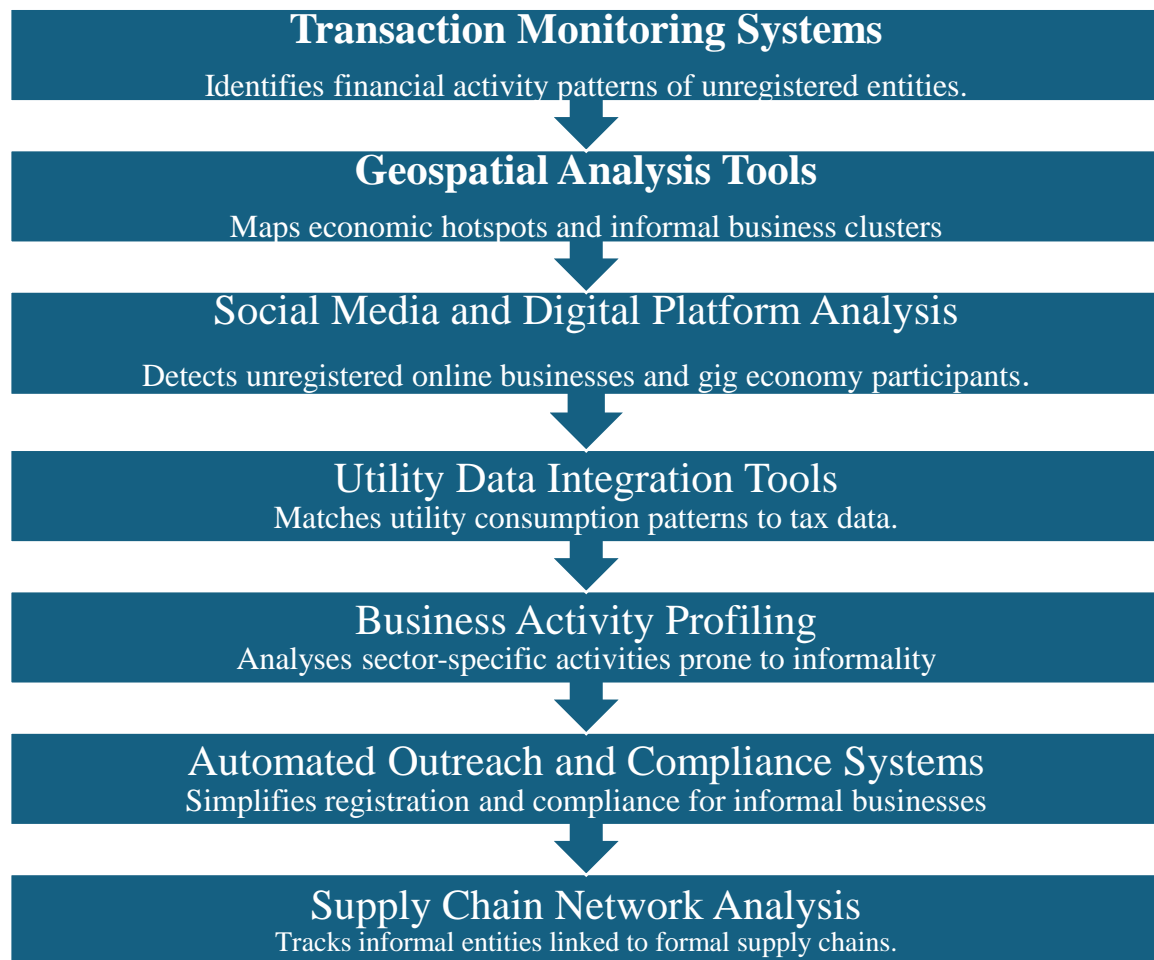 Transaction Monitoring Systems
Identifies financial activity patterns of unregistered entities.
Geospatial Analysis Tools
Maps economic hotspots and informal business clusters
Social Media and Digital Platform Analysis
Detects unregistered online businesses and gig economy participants.
Utility Data Integration Tools
Matches utility consumption patterns to tax data.
Business Activity Profiling
Analyses sector-specific activities prone to informality
Automated Outreach and Compliance Systems
Simplifies registration and compliance for informal businesses
Supply Chain Network Analysis
Tracks informal entities linked to formal supply chains.